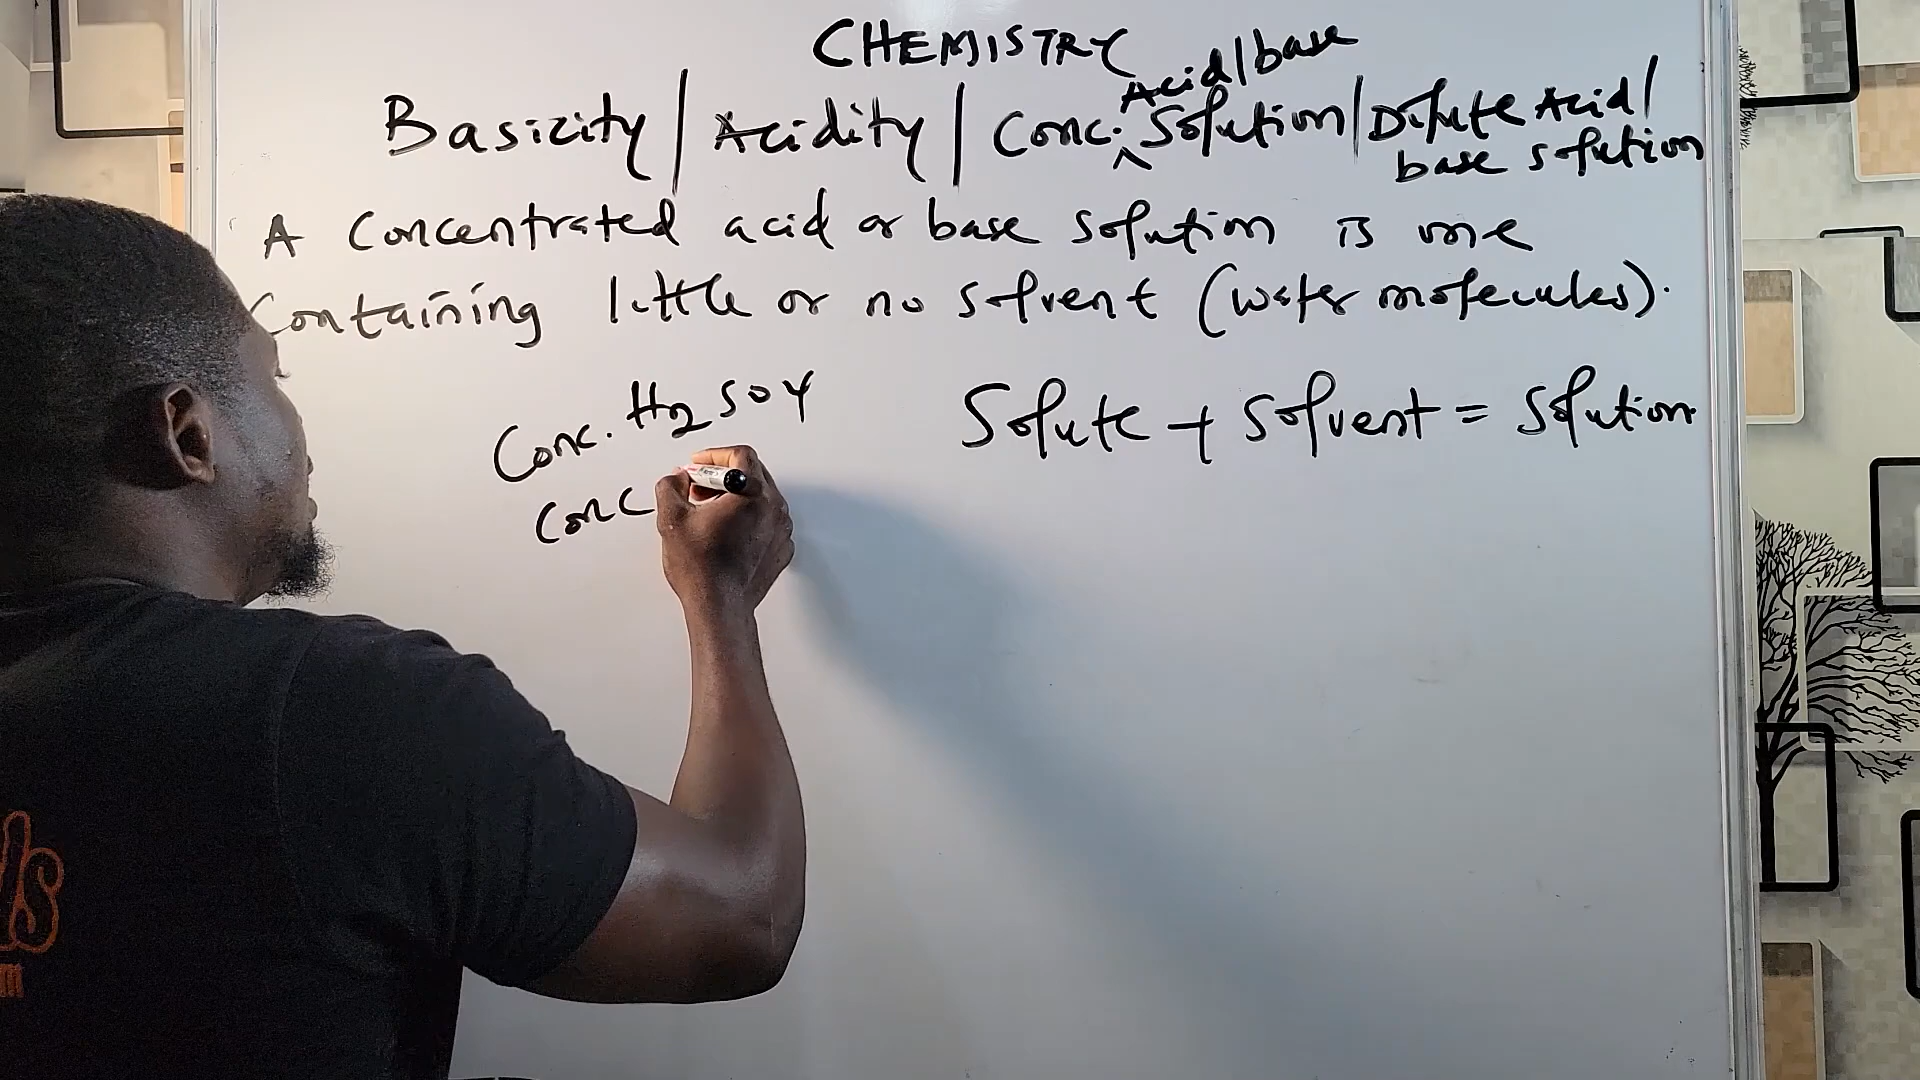 CHEMISTRY
Acid/base
Basicity/Acidity/Conc. ^ Solution/Dilute Acid/
base solution
A concentrated acid or base solution is one
Containing little or no solvent (water molecules).
Conc. H2SO4
Solute + Solvent = Solution
Conc